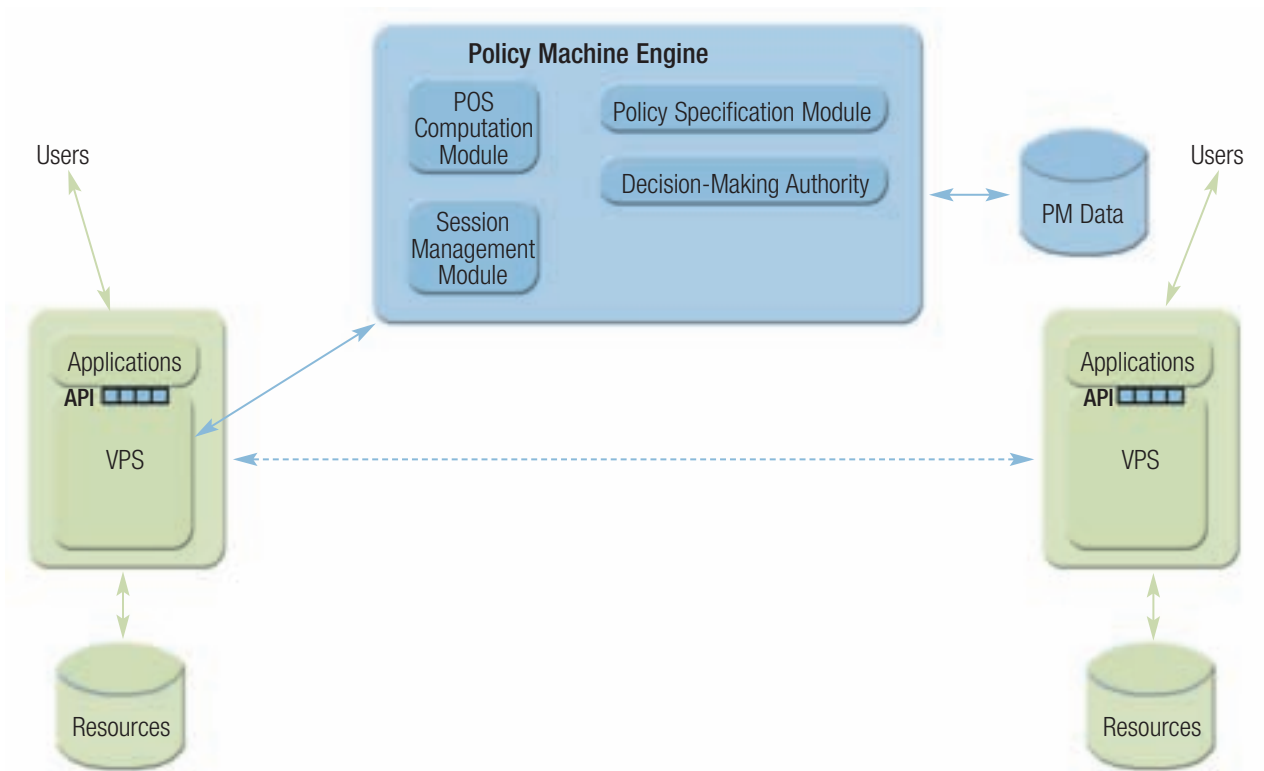 Policy Machine Engine
POS
Computation
Module
Policy Specification Module
Decision-Making Authority
Session
Management
Module
PM Data
Users
Users
Applications
API
VPS
Resources
Applications
API
VPS
Resources